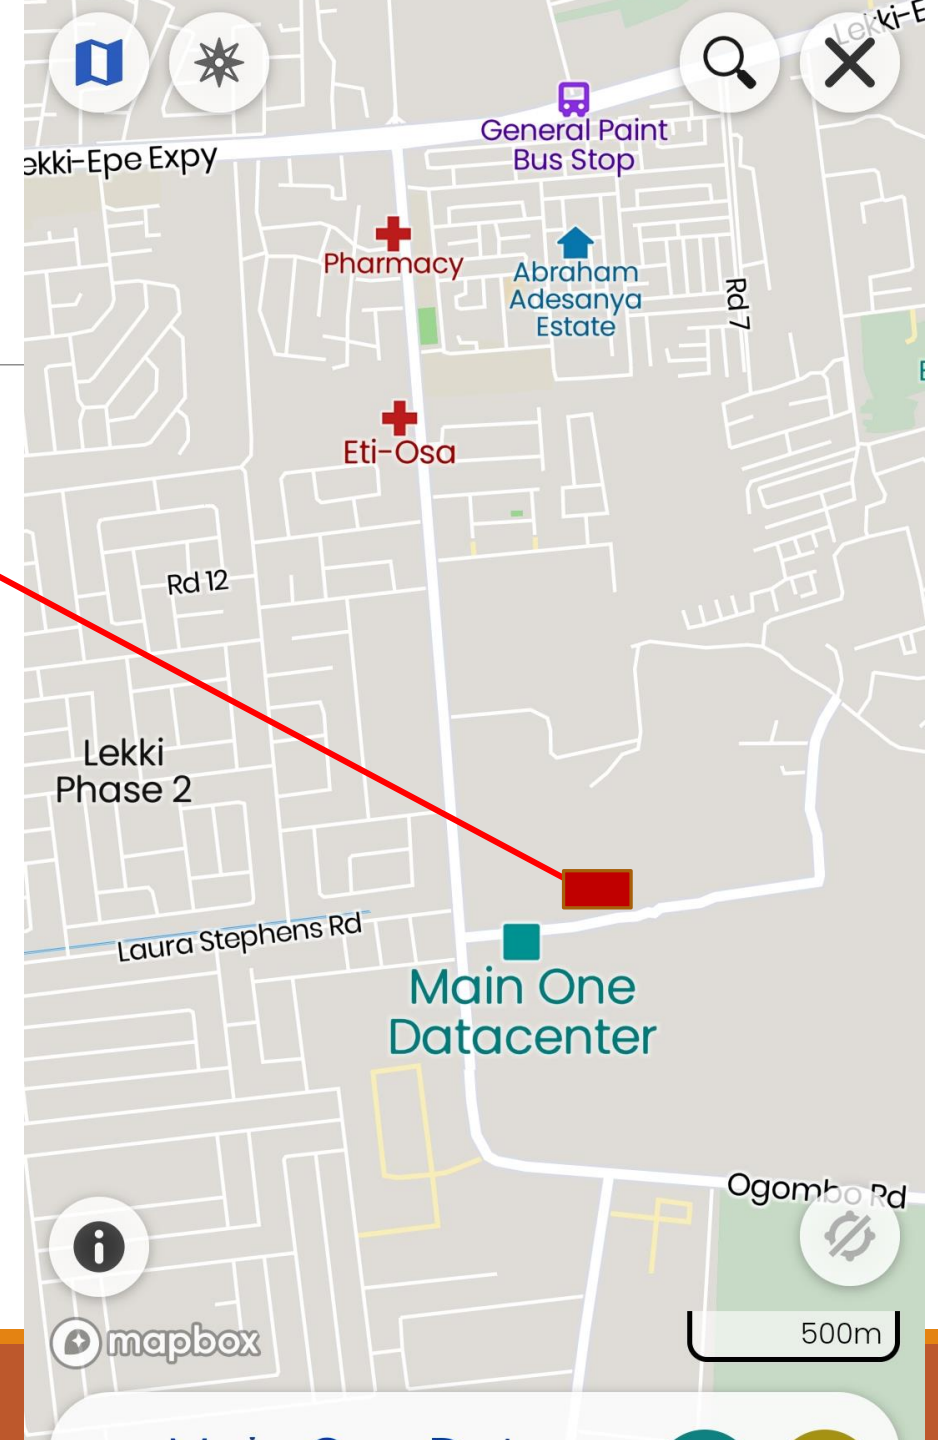 Lekki-E
General Paint
Bus Stop
ekki-Epe Expy
Pharmacy
Abraham
Adesanya
Estate
Rd 7
E
Eti-Osa
Rd 12
Lekki
Phase 2
Laura Stephens Rd
Main One
Datacenter
Ogombo Rd
500m
mapbox